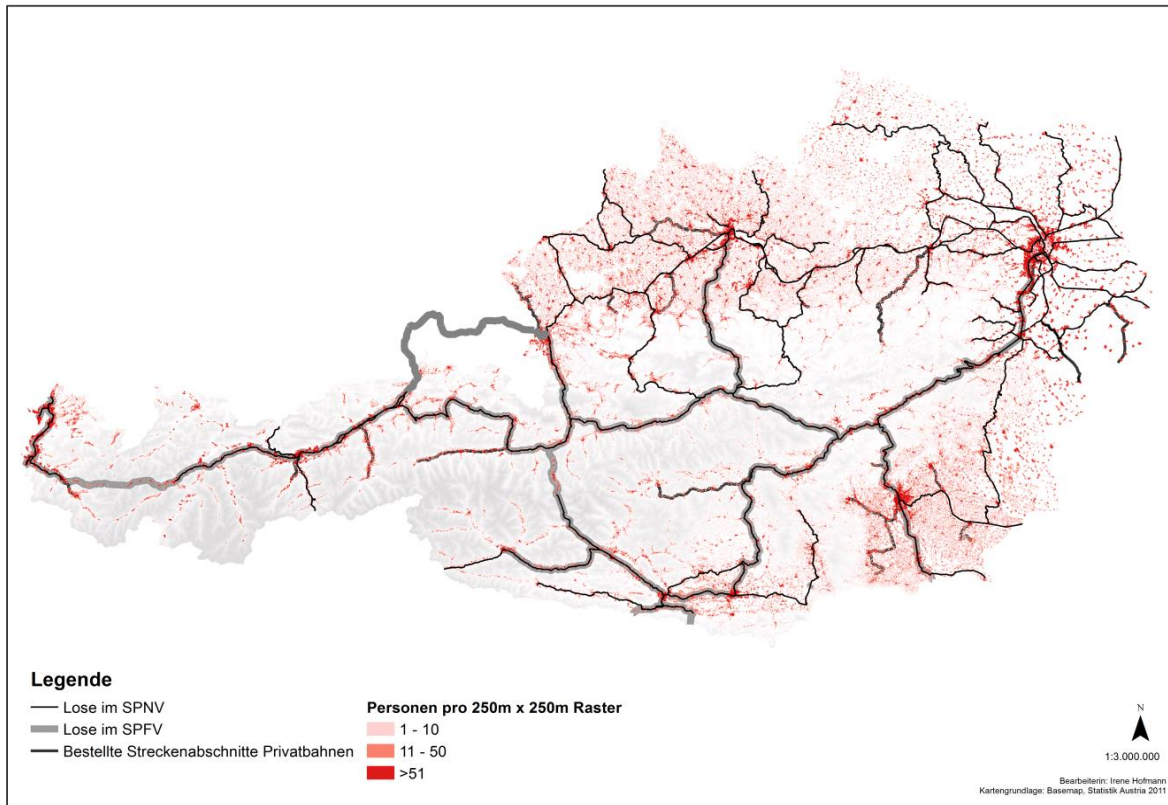 Legende
Lose im SPNV
Lose im SPFV
Bestellte Streckenabschnitte Privatbahnen
Personen pro 250m x 250m Raster
1 - 10
11 - 50
>51
N
1:3.000.000
Bearbeiterin: Irene Hofmann
Kartengrundlage: Basemap, Statistik Austria 2011